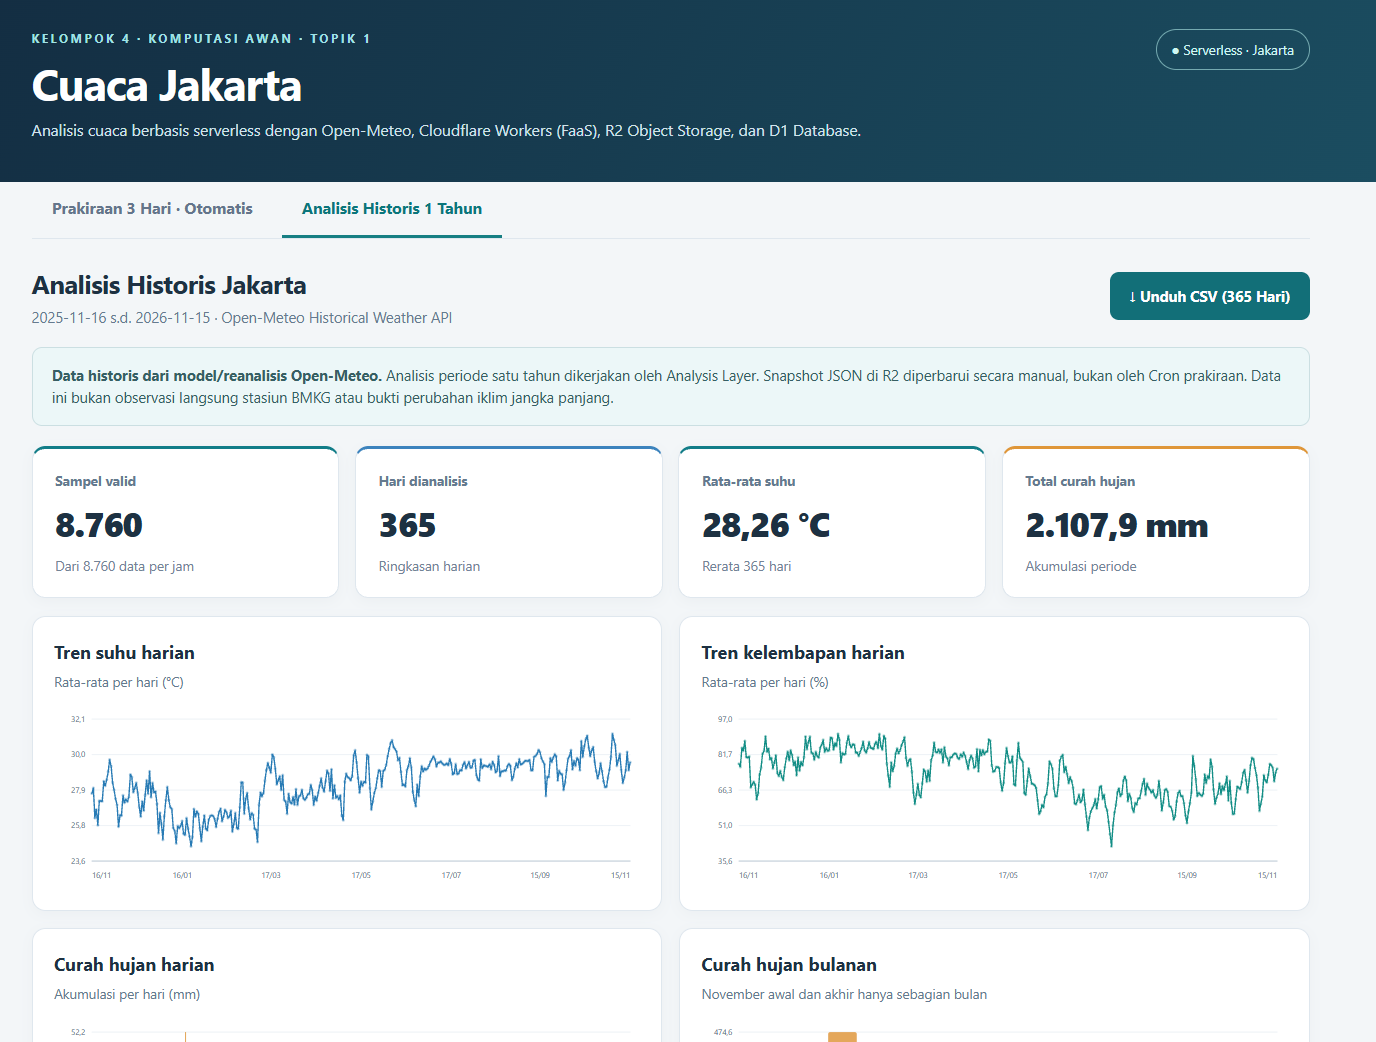 KELOMPOK 4 · KOMPUTASI AWAN · TOPIK 1
● Serverless · Jakarta
Cuaca Jakarta
Analisis cuaca berbasis serverless dengan Open-Meteo, Cloudflare Workers (FaaS), R2 Object Storage, dan D1 Database.
Prakiraan 3 Hari · Otomatis
Analisis Historis 1 Tahun
Analisis Historis Jakarta
2025-11-16 s.d. 2026-11-15 · Open-Meteo Historical Weather API
↓ Unduh CSV (365 Hari)
Data historis dari model/reanalisis Open-Meteo. Analisis periode satu tahun dikerjakan oleh Analysis Layer. Snapshot JSON di R2 diperbarui secara manual, bukan oleh Cron prakiraan. Data
ini bukan observasi langsung stasiun BMKG atau bukti perubahan iklim jangka panjang.
Sampel valid
8.760
Dari 8.760 data per jam
Hari dianalisis
365
Ringkasan harian
Rata-rata suhu
28,26 °C
Rerata 365 hari
Total curah hujan
2.107,9 mm
Akumulasi periode
Tren suhu harian
Rata-rata per hari (°C)
32,1
30,0
27,9
25,8
23,6
16/11 16/01 17/03 17/05 17/07 15/09 15/11
Tren kelembapan harian
Rata-rata per hari (%)
97,0
81,7
66,3
51,0
35,6
16/11 16/01 17/03 17/05 17/07 15/09 15/11
Curah hujan harian
Akumulasi per hari (mm)
52,2
Curah hujan bulanan
November awal dan akhir hanya sebagian bulan
474,6